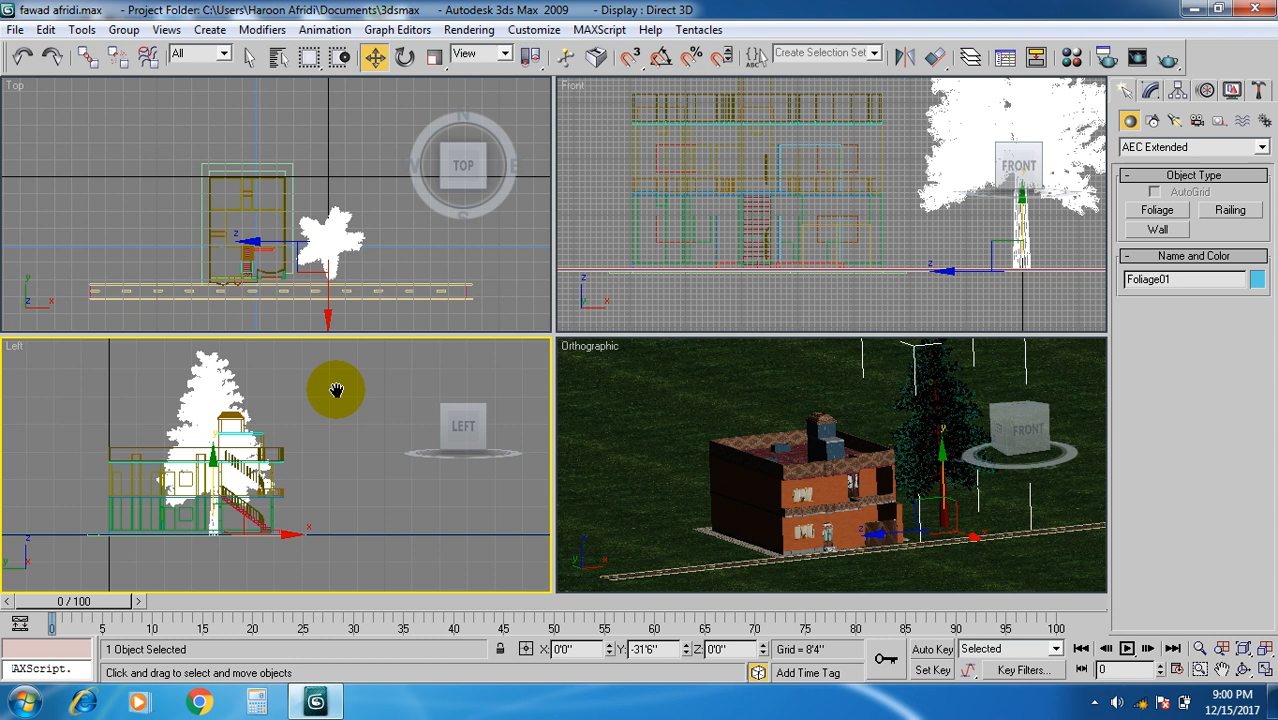 fawad afridi.max - Project Folder: C:\Users\Haroon Afridi\Documents\3dsmax - Autodesk 3ds Max 2009 - Display : Direct 3D
File Edit Tools Group Views Create Modifiers Animation Graph Editors Rendering Customize MAXScript Help Tentacles
All View 3 3 % ABC Create Selection Set
Top Front
N
TOP FRONT
E
S
z y x z
Object Type
AutoGrid
Foliage Railing
Wall
Name and Color
Foliage01
Left Orthographic
LEFT FRONT
0 / 100
0 5 10 15 20 25 30 35 40 45 50 55 60 65 70 75 80 85 90 95 100
1 Object Selected X: 0'0" Y: -31'6" Z: 0'0" Grid = 8'4" Auto Key Selected
AXScript. Click and drag to select and move objects Add Time Tag Set Key Key Filters... 0
9:00 PM
12/15/2017